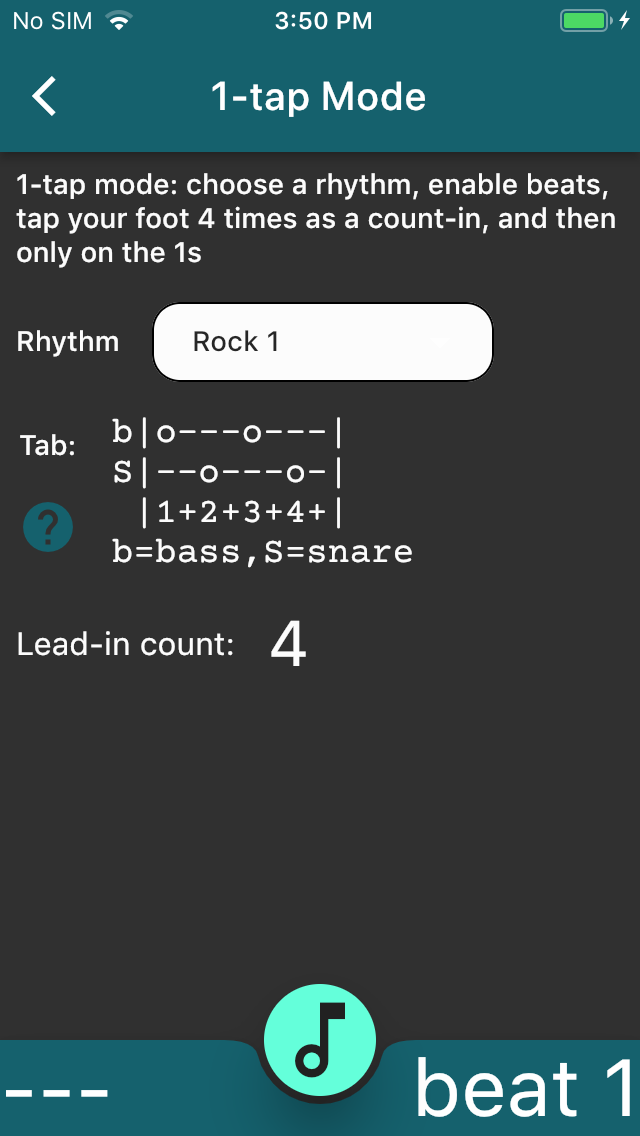 No SIM 3:50 PM
1-tap Mode
1-tap mode: choose a rhythm, enable beats,
tap your foot 4 times as a count-in, and then
only on the 1s
Rhythm Rock 1
Tab:
b|o---o---|
S|--o---o-|
|1+2+3+4+|
?
b=bass,S=snare
Lead-in count: 4
--- beat 1